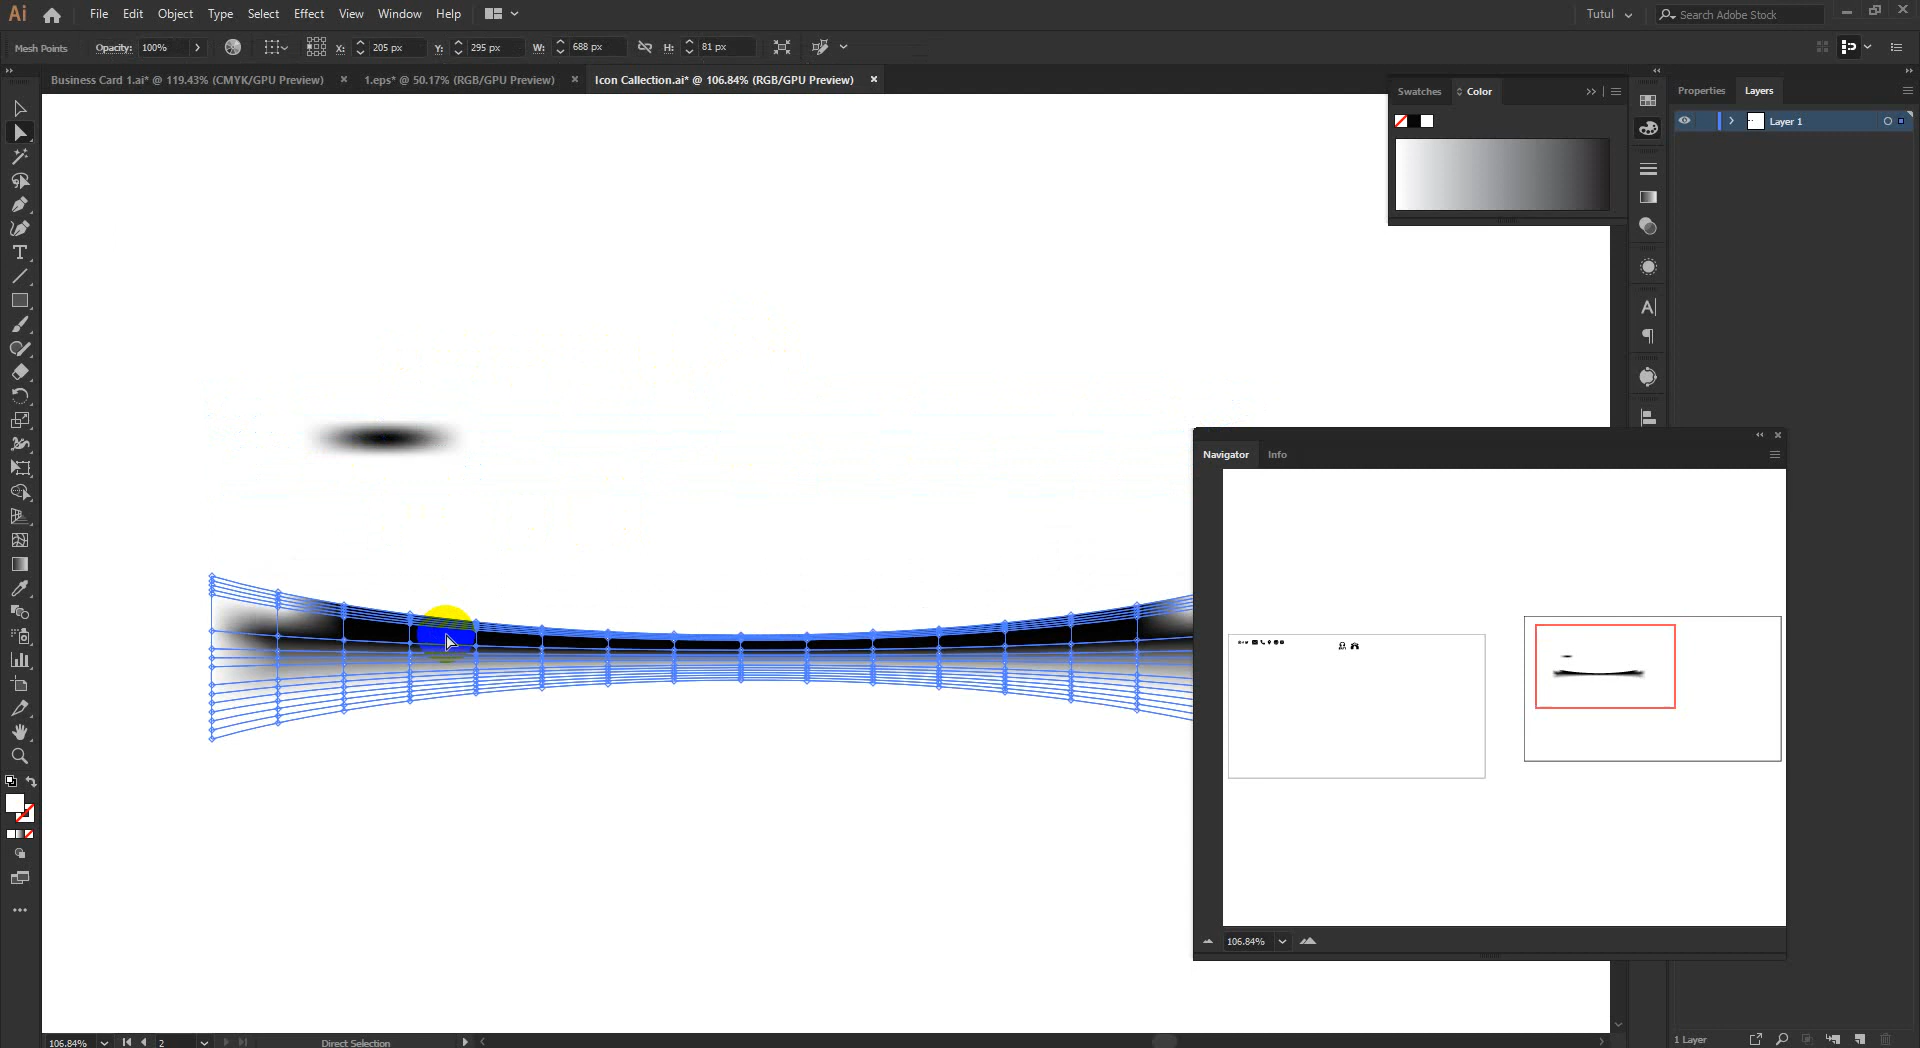 Ai File Edit Object Type Select Effect View Window Help Tutul Search Adobe Stock
Mesh Points Opacity: 100% X: 205 px Y: 295 px W: 688 px H: 81 px
Business Card 1.ai* @ 119.43% (CMYK/GPU Preview) × 1.eps* @ 50.17% (RGB/GPU Preview) × Icon Callection.ai* @ 106.84% (RGB/GPU Preview) ×
Swatches Color
Properties Layers
Layer 1
Navigator Info
106.84%
106.84% 2 Direct Selection
1 Layer